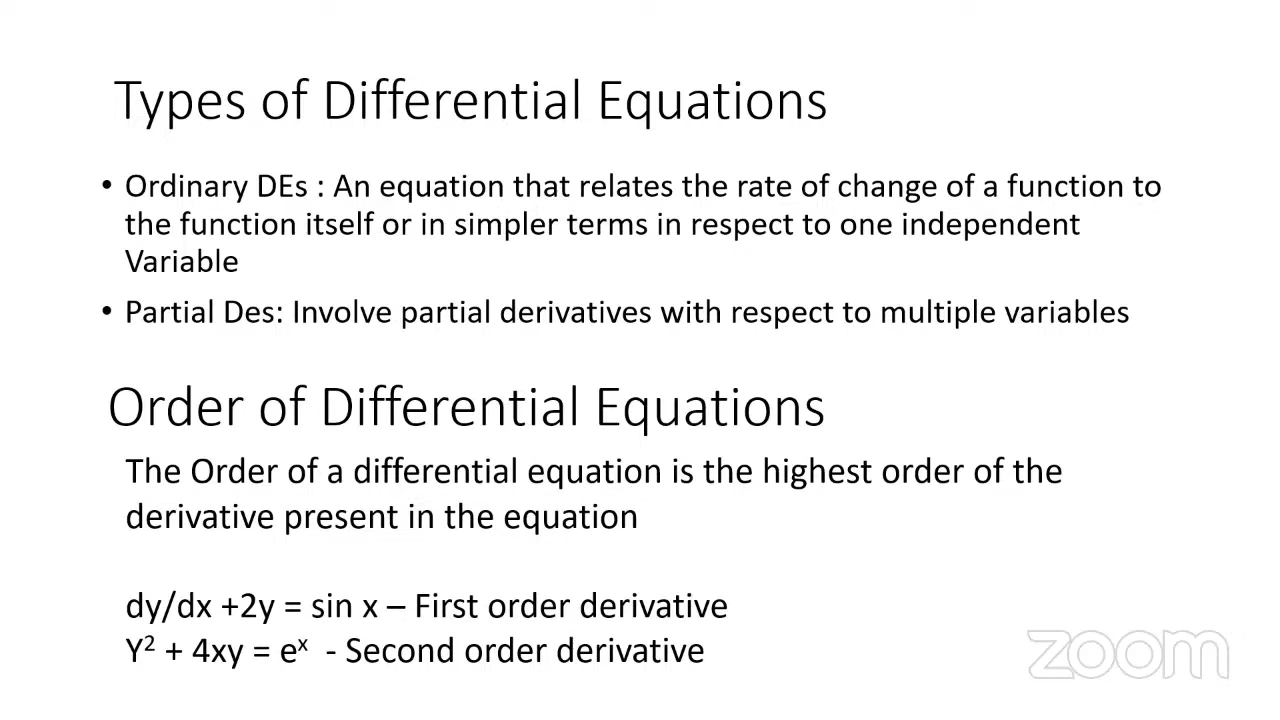 Types of Differential Equations
• Ordinary DEs : An equation that relates the rate of change of a function to
the function itself or in simpler terms in respect to one independent
Variable
• Partial Des: Involve partial derivatives with respect to multiple variables
Order of Differential Equations
The Order of a differential equation is the highest order of the
derivative present in the equation
dy/dx +2y = sin x – First order derivative
Y² + 4xy = eˣ - Second order derivative
zoom